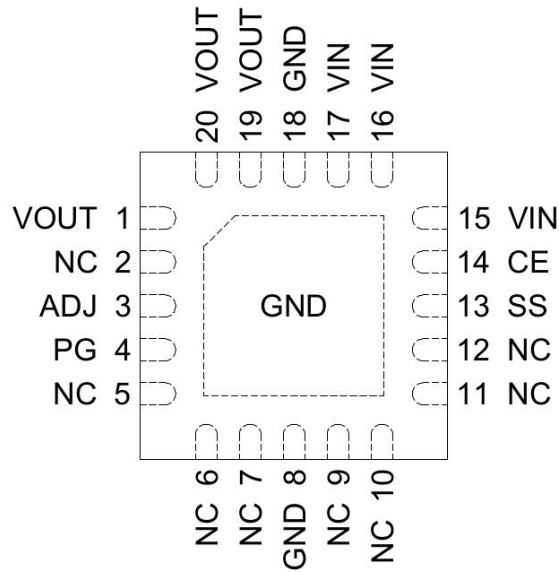 20 VOUT
19 VOUT
18 GND
17 VIN
16 VIN
VOUT 1
NC 2
ADJ 3
PG 4
NC 5
GND
15 VIN
14 CE
13 SS
12 NC
11 NC
NC 6
NC 7
GND 8
NC 9
NC 10